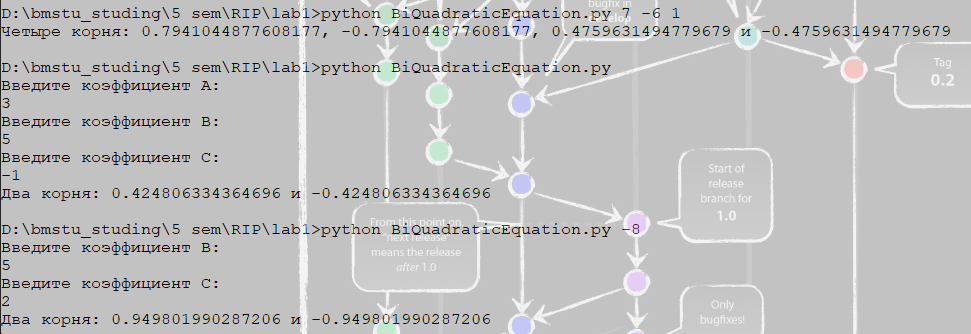 D:\bmstu_studing\5 sem\RIP\lab1>python BiQuadraticEquation.py 7 -6 1
Четыре корня: 0.7941044877608177, -0.7941044877608177, 0.4759631494779679 и -0.4759631494779679
D:\bmstu_studing\5 sem\RIP\lab1>python BiQuadraticEquation.py
Введите коэффициент А:
3
Введите коэффициент В:
5
Введите коэффициент С:
-1
Два корня: 0.424806334364696 и -0.424806334364696
D:\bmstu_studing\5 sem\RIP\lab1>python BiQuadraticEquation.py -8
Введите коэффициент В:
5
Введите коэффициент С:
2
Два корня: 0.949801990287206 и -0.949801990287206
bugfix in
develop
Tag
0.2
Start of
release
branch for
1.0
From this point on
"next release"
means the release
after 1.0
Only
bugfixes!